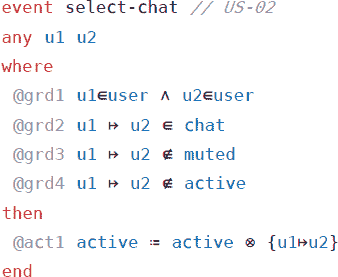 event select-chat // US-02
any u1 u2
where
@grd1 u1∈user ∧ u2∈user
@grd2 u1 ↦ u2 ∈ chat
@grd3 u1 ↦ u2 ∉ muted
@grd4 u1 ↦ u2 ∉ active
then
@act1 active ≔ active ⊗ {u1↦u2}
end